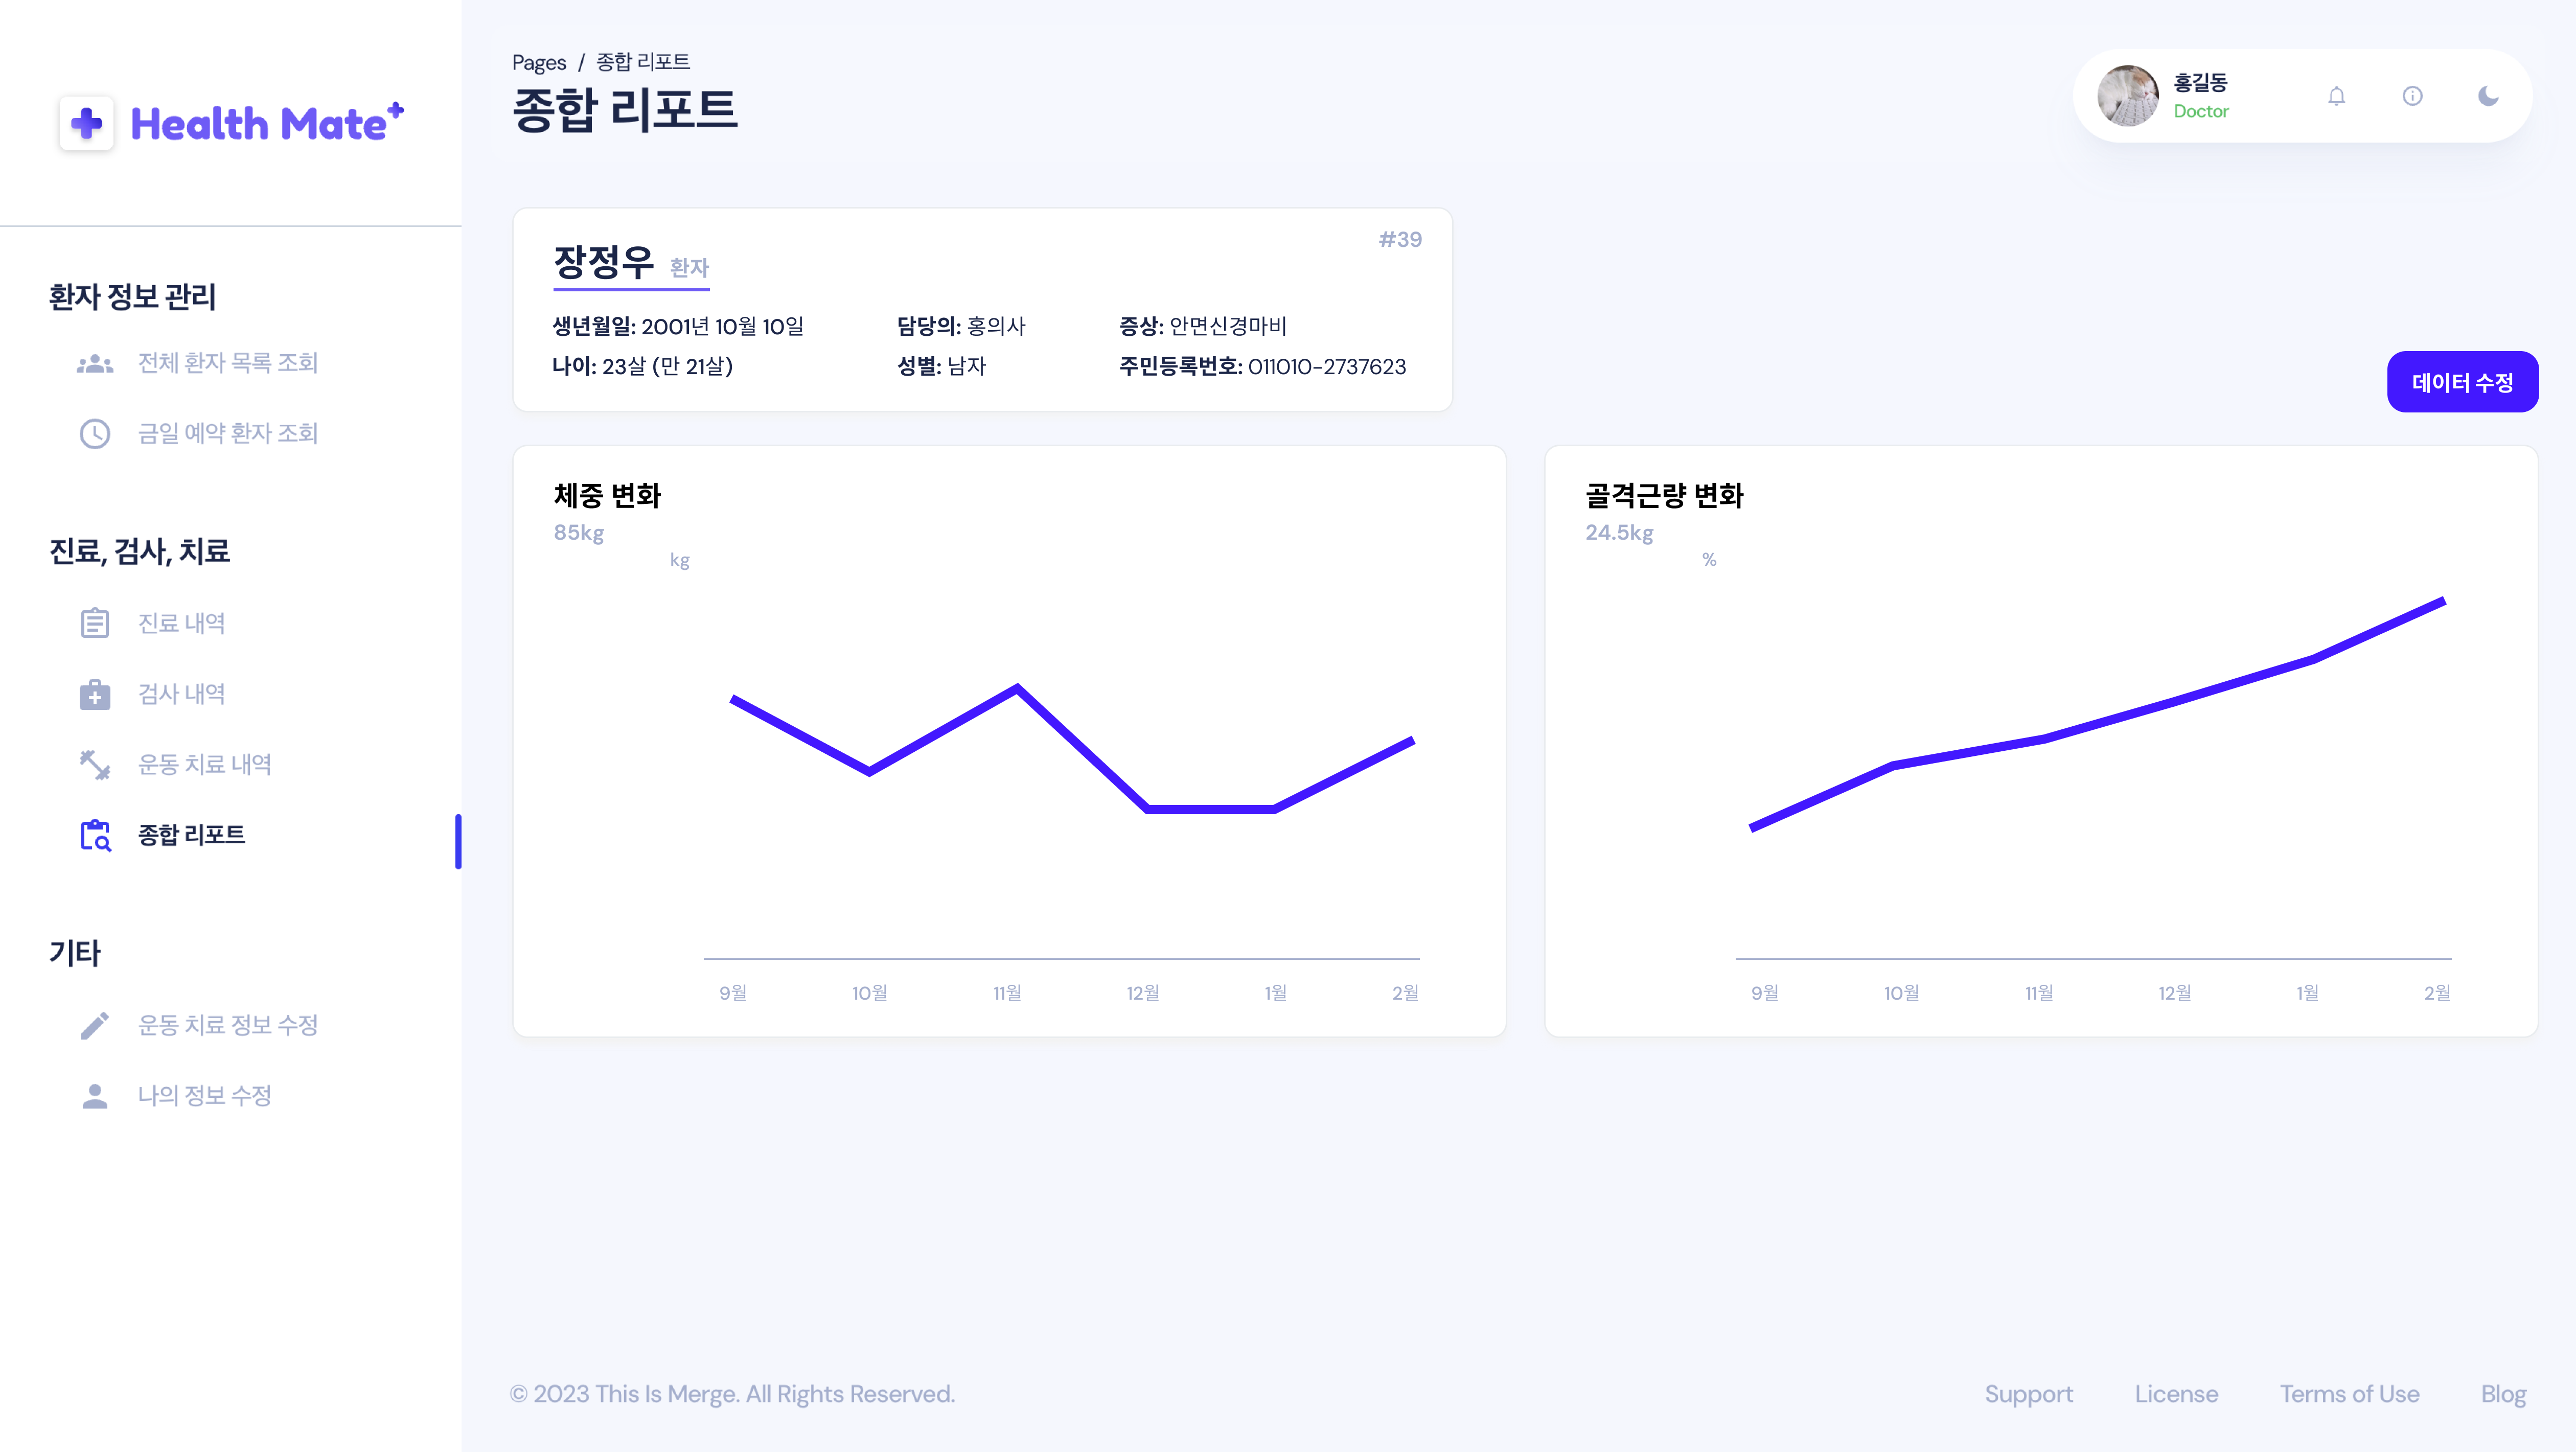 Health Mate+
환자 정보 관리
전체 환자 목록 조회
금일 예약 환자 조회
진료, 검사, 치료
진료 내역
검사 내역
운동 치료 내역
종합 리포트
기타
운동 치료 정보 수정
나의 정보 수정
Pages / 종합 리포트
종합 리포트
홍길동
Doctor
#39
장정우 환자
생년월일: 2001년 10월 10일 담당의: 홍의사 증상: 안면신경마비
나이: 23살 (만 21살) 성별: 남자 주민등록번호: 011010-2737623
데이터 수정
체중 변화
85kg
kg
9월 10월 11월 12월 1월 2월
골격근량 변화
24.5kg
%
9월 10월 11월 12월 1월 2월
© 2023 This Is Merge. All Rights Reserved.
Support License Terms of Use Blog